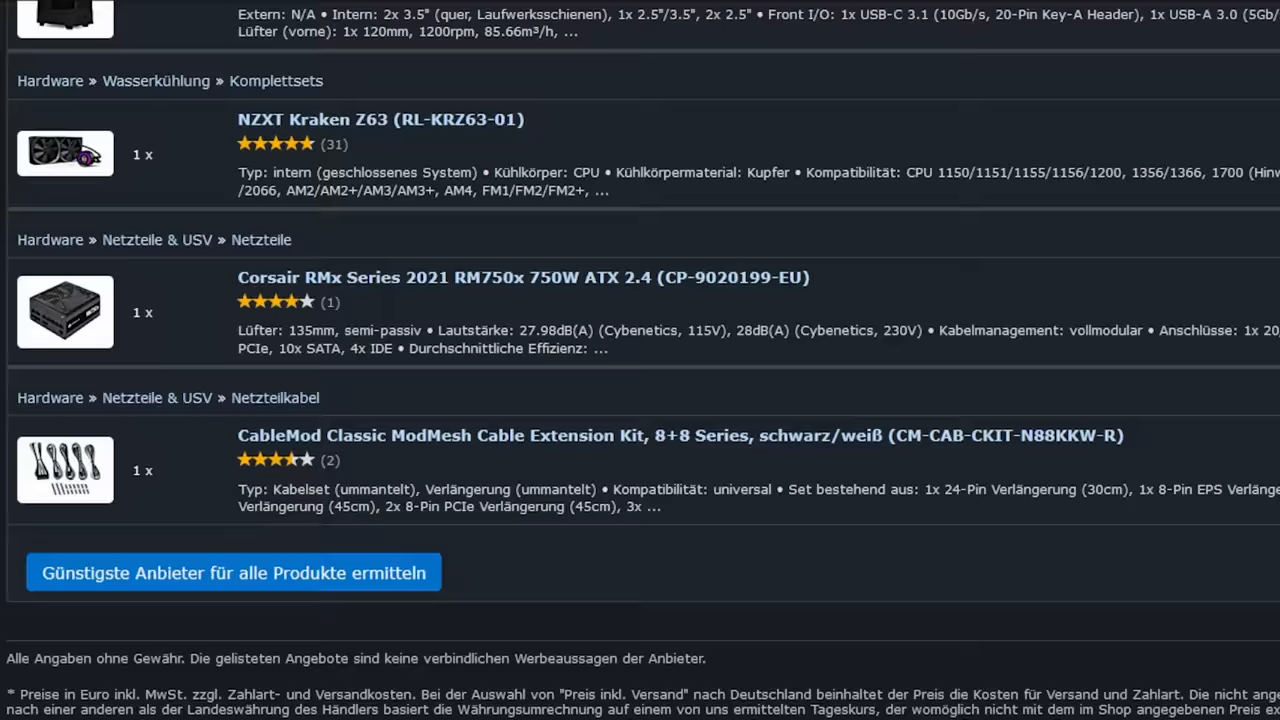 Extern: N/A • Intern: 2x 3.5" (quer, Laufwerksschienen), 1x 2.5"/3.5", 2x 2.5" • Front I/O: 1x USB-C 3.1 (10Gb/s, 20-Pin Key-A Header), 1x USB-A 3.0 (5Gb/
Lüfter (vorne): 1x 120mm, 1200rpm, 85.66m³/h, ...
Hardware » Wasserkühlung » Komplettsets
NZXT Kraken Z63 (RL-KRZ63-01)
(31)
1 x
Typ: intern (geschlossenes System) • Kühlkörper: CPU • Kühlkörpermaterial: Kupfer • Kompatibilität: CPU 1150/1151/1155/1156/1200, 1356/1366, 1700 (Hinw
/2066, AM2/AM2+/AM3/AM3+, AM4, FM1/FM2/FM2+, ...
Hardware » Netzteile & USV » Netzteile
Corsair RMx Series 2021 RM750x 750W ATX 2.4 (CP-9020199-EU)
(1)
1 x
Lüfter: 135mm, semi-passiv • Lautstärke: 27.98dB(A) (Cybenetics, 115V), 28dB(A) (Cybenetics, 230V) • Kabelmanagement: vollmodular • Anschlüsse: 1x 20,
PCIe, 10x SATA, 4x IDE • Durchschnittliche Effizienz: ...
Hardware » Netzteile & USV » Netzteilkabel
CableMod Classic ModMesh Cable Extension Kit, 8+8 Series, schwarz/weiß (CM-CAB-CKIT-N88KKW-R)
(2)
1 x
Typ: Kabelset (ummantelt), Verlängerung (ummantelt) • Kompatibilität: universal • Set bestehend aus: 1x 24-Pin Verlängerung (30cm), 1x 8-Pin EPS Verlänge
Verlängerung (45cm), 2x 8-Pin PCIe Verlängerung (45cm), 3x ...
Günstigste Anbieter für alle Produkte ermitteln
Alle Angaben ohne Gewähr. Die gelisteten Angebote sind keine verbindlichen Werbeaussagen der Anbieter.
* Preise in Euro inkl. MwSt. zzgl. Zahlart- und Versandkosten. Bei der Auswahl von "Preis inkl. Versand" nach Deutschland beinhaltet der Preis die Kosten für Versand und Zahlart. Die nicht ange
nach einer anderen als der Landeswährung des Händlers basiert die Währungsumrechnung auf einem von uns ermittelten Tageskurs, der womöglich nicht mit dem im Shop angegebenen Preis ex